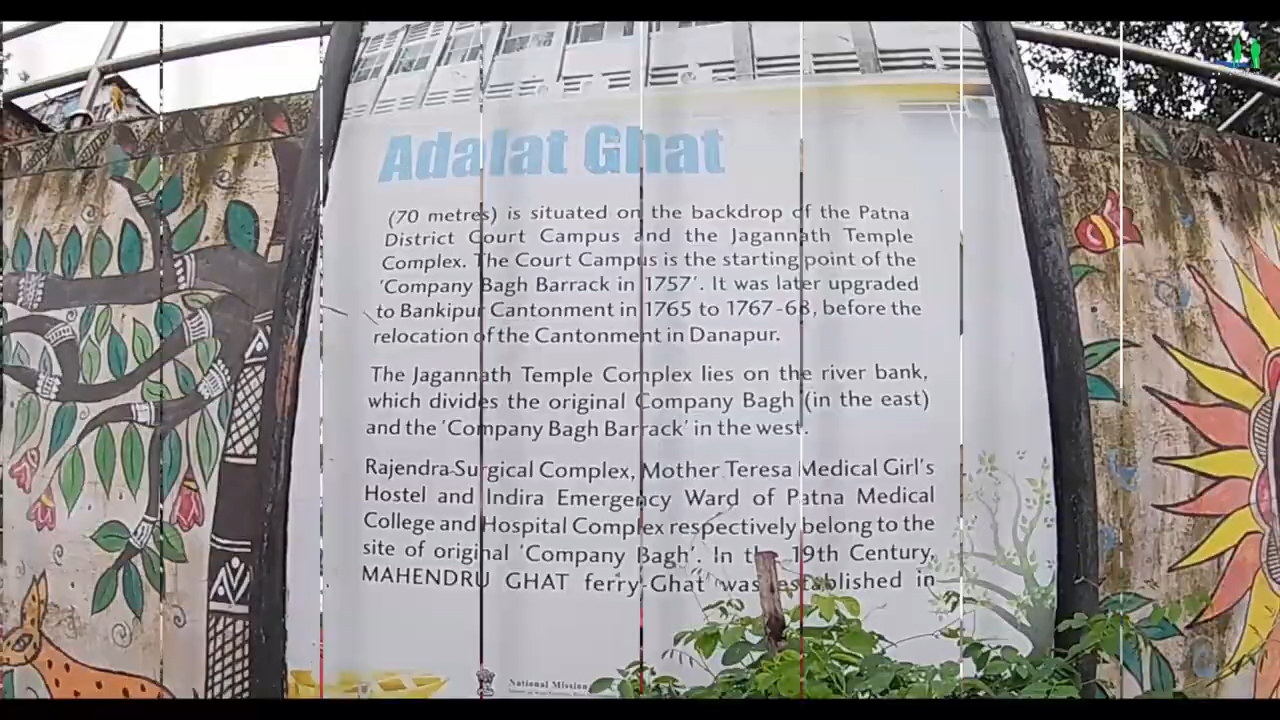 Adalat Ghat
(70 metres) is situated on the backdrop of the Patna
District Court Campus and the Jagannath Temple
Complex. The Court Campus is the starting point of the
'Company Bagh Barrack in 1757'. It was later upgraded
to Bankipur Cantonment in 1765 to 1767-68, before the
relocation of the Cantonment in Danapur.
The Jagannath Temple Complex lies on the river bank,
which divides the original Company Bagh (in the east)
and the 'Company Bagh Barrack' in the west.
Rajendra Surgical Complex, Mother Teresa Medical Girl's
Hostel and Indira Emergency Ward of Patna Medical
College and Hospital Complex respectively belong to the
site of original 'Company Bagh'. In the 19th Century,
MAHENDRU GHAT ferry Ghat was established in
National Mission